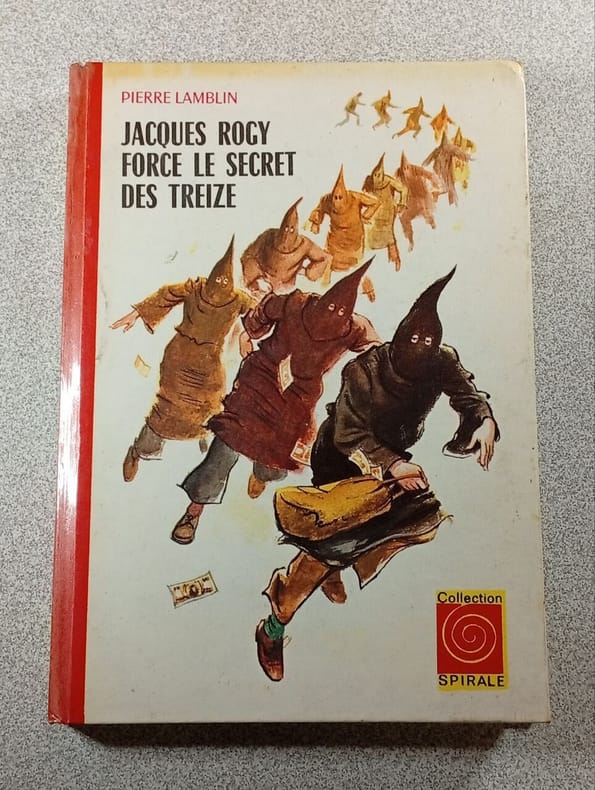 PIERRE LAMBLIN
JACQUES ROGY
FORCE LE SECRET
DES TREIZE
Collection
SPIRALE